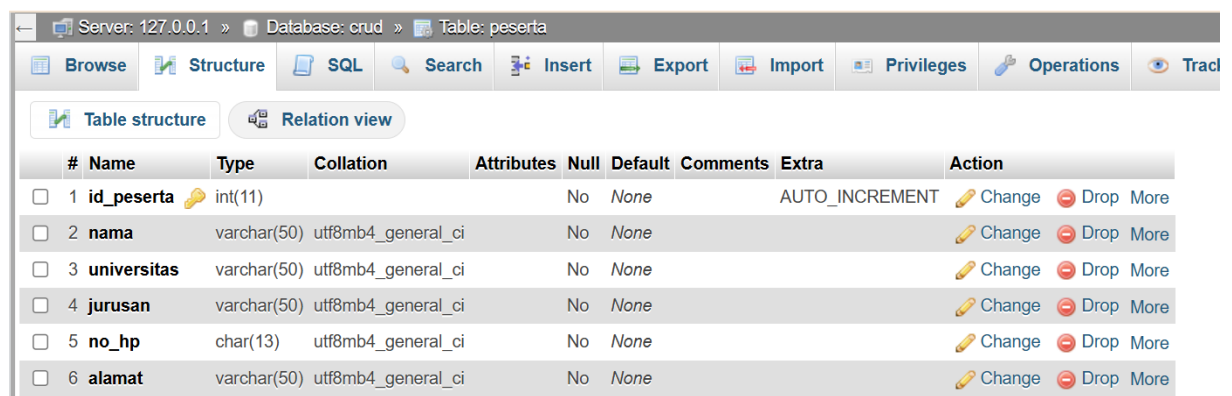 ← Server: 127.0.0.1 » Database: crud » Table: peserta
Browse Structure SQL Search Insert Export Import Privileges Operations Track
Table structure Relation view
# Name Type Collation Attributes Null Default Comments Extra Action
1 id_peserta int(11) No None AUTO_INCREMENT Change Drop More
2 nama varchar(50) utf8mb4_general_ci No None Change Drop More
3 universitas varchar(50) utf8mb4_general_ci No None Change Drop More
4 jurusan varchar(50) utf8mb4_general_ci No None Change Drop More
5 no_hp char(13) utf8mb4_general_ci No None Change Drop More
6 alamat varchar(50) utf8mb4_general_ci No None Change Drop More